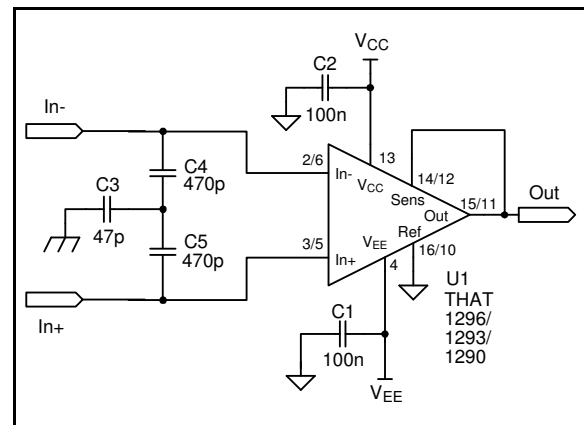 VCC
C2
100n
In-
C4
470p
C3
47p
C5
470p
In+
2/6
In-
VCC
13
14/12
Sens
Out
15/11
Out
3/5
In+
VEE
4
Ref
16/10
C1
100n
VEE
U1
THAT
1296/
1293/
1290